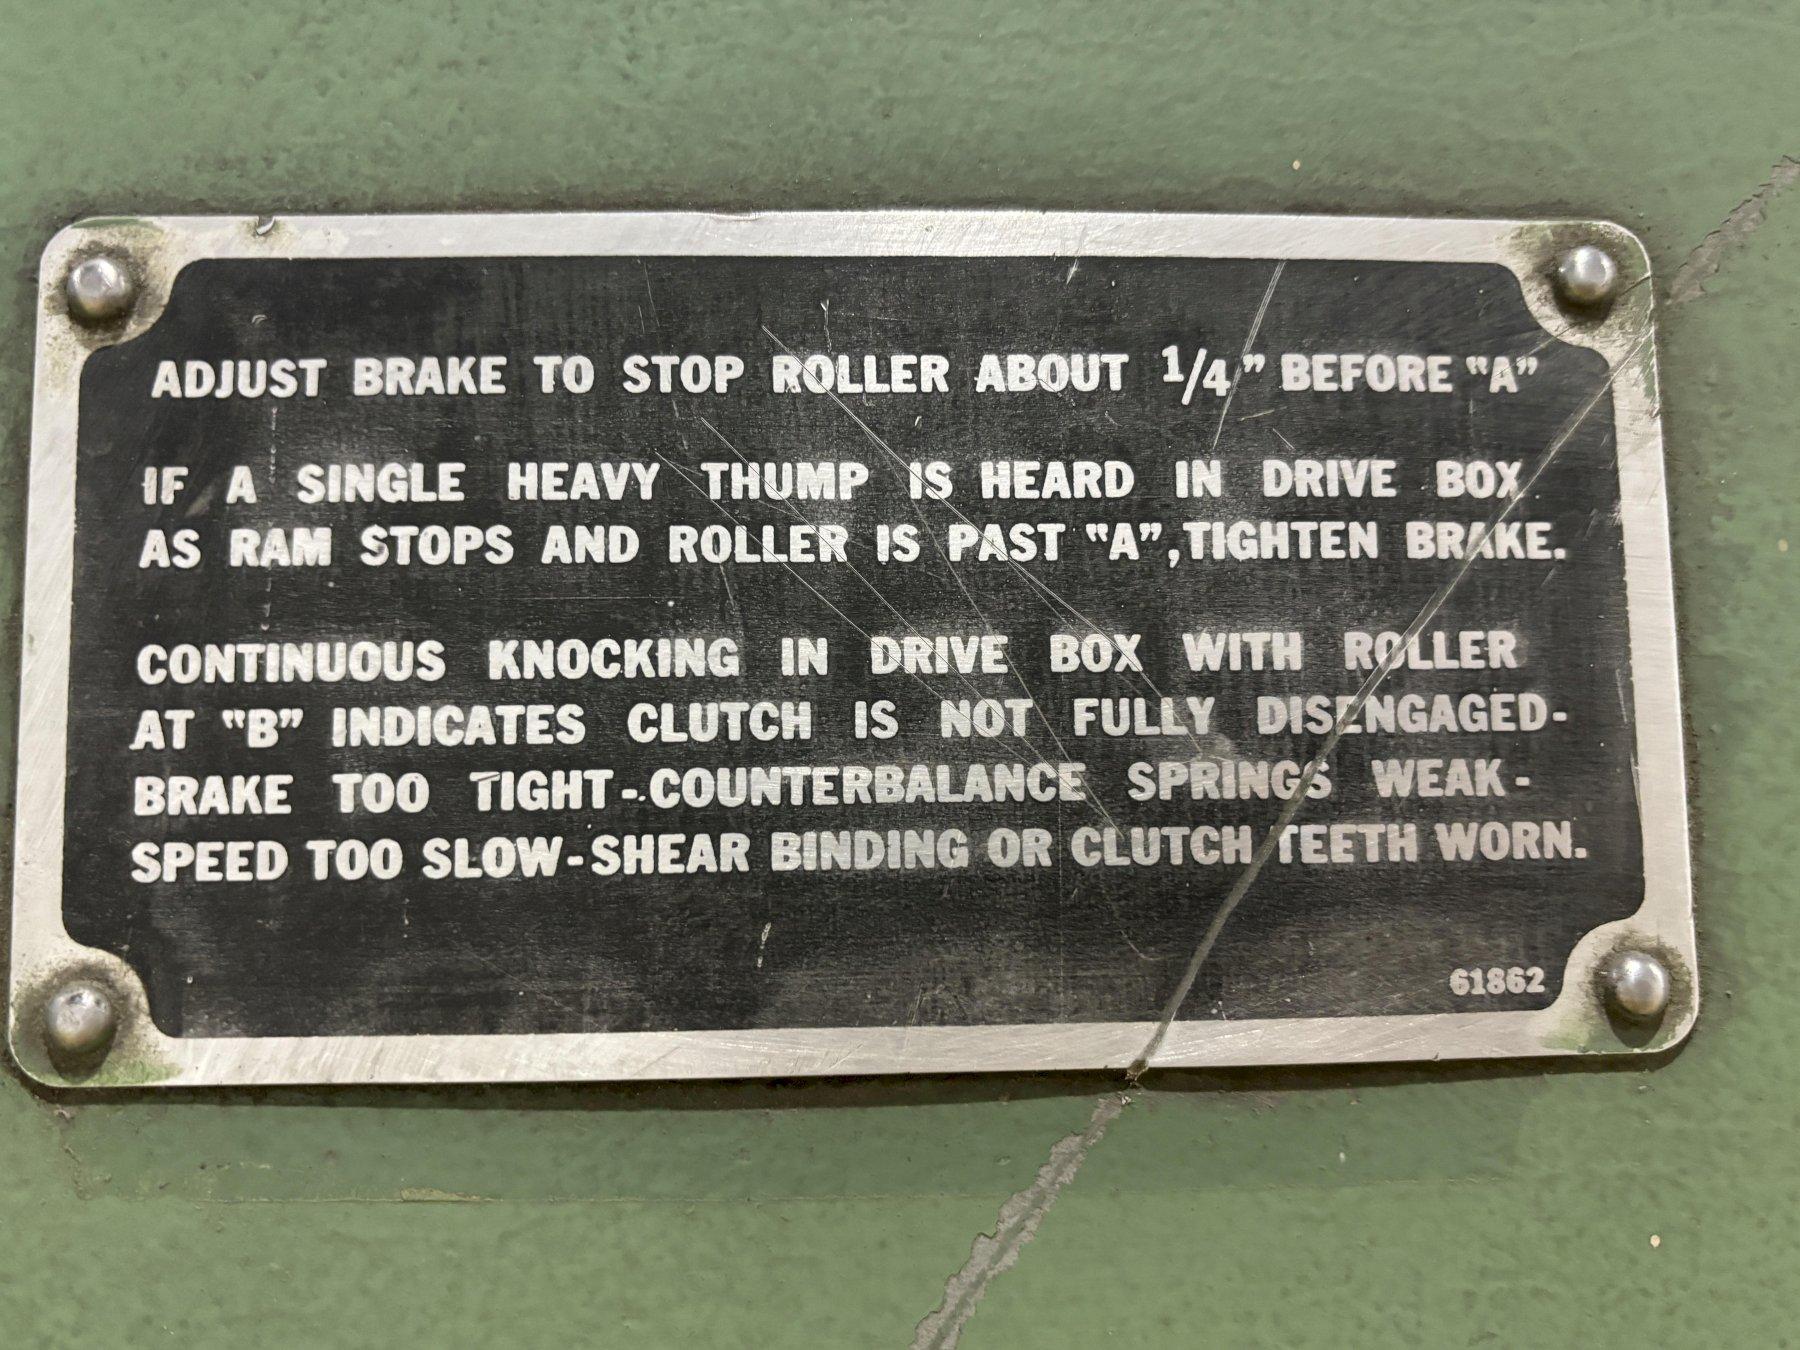 ADJUST BRAKE TO STOP ROLLER ABOUT 1/4" BEFORE "A"
IF A SINGLE HEAVY THUMP IS HEARD IN DRIVE BOX
AS RAM STOPS AND ROLLER IS PAST "A", TIGHTEN BRAKE.
CONTINUOUS KNOCKING IN DRIVE BOX WITH ROLLER
AT "B" INDICATES CLUTCH IS NOT FULLY DISENGAGED-
BRAKE TOO TIGHT-COUNTERBALANCE SPRINGS WEAK-
SPEED TOO SLOW-SHEAR BINDING OR CLUTCH TEETH WORN.
61862